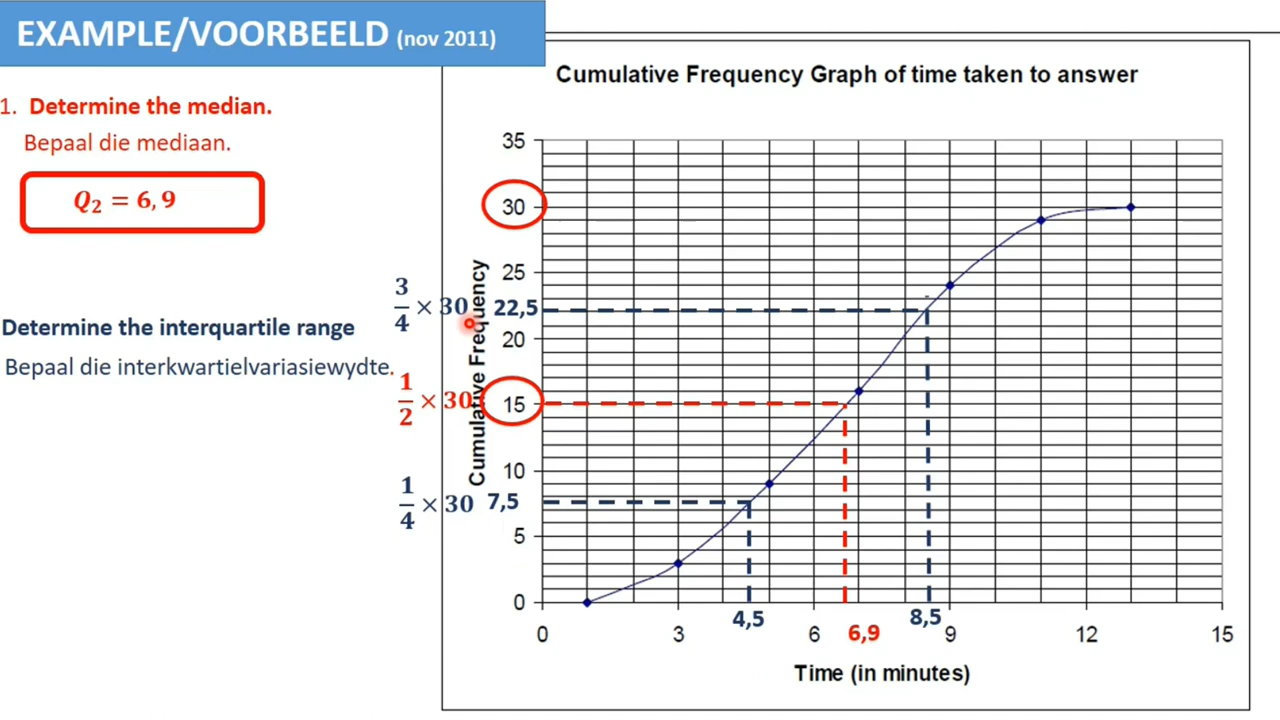 EXAMPLE/VOORBEELD (nov 2011)
1. Determine the median.
Bepaal die mediaan.
Q₂ = 6,9
Determine the interquartile range
Bepaal die interkwartielvariasiewydte.
Cumulative Frequency Graph of time taken to answer
Cumulative Frequency
35
30
25
3/4 × 30 22,5
20
1/2 × 30 15
10
1/4 × 30 7,5
5
0
0 3 6 9 12 15
4,5 6,9 8,5
Time (in minutes)